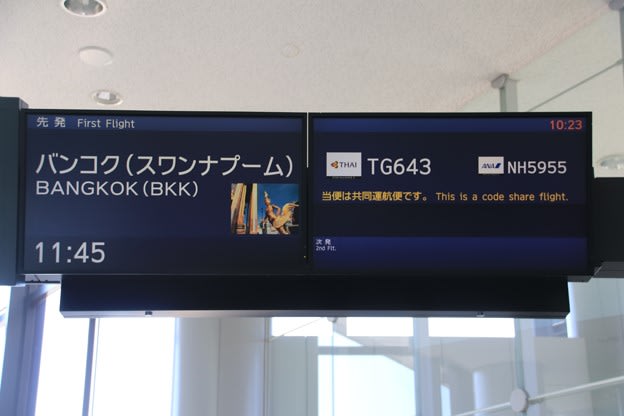 先発 First Flight
バンコク(スワンナプーム)
BANGKOK(BKK)
11:45
10:23
THAI TG643 ANA NH5955
当便は共同運航便です。 This is a code share flight.
次発
2nd Flt.